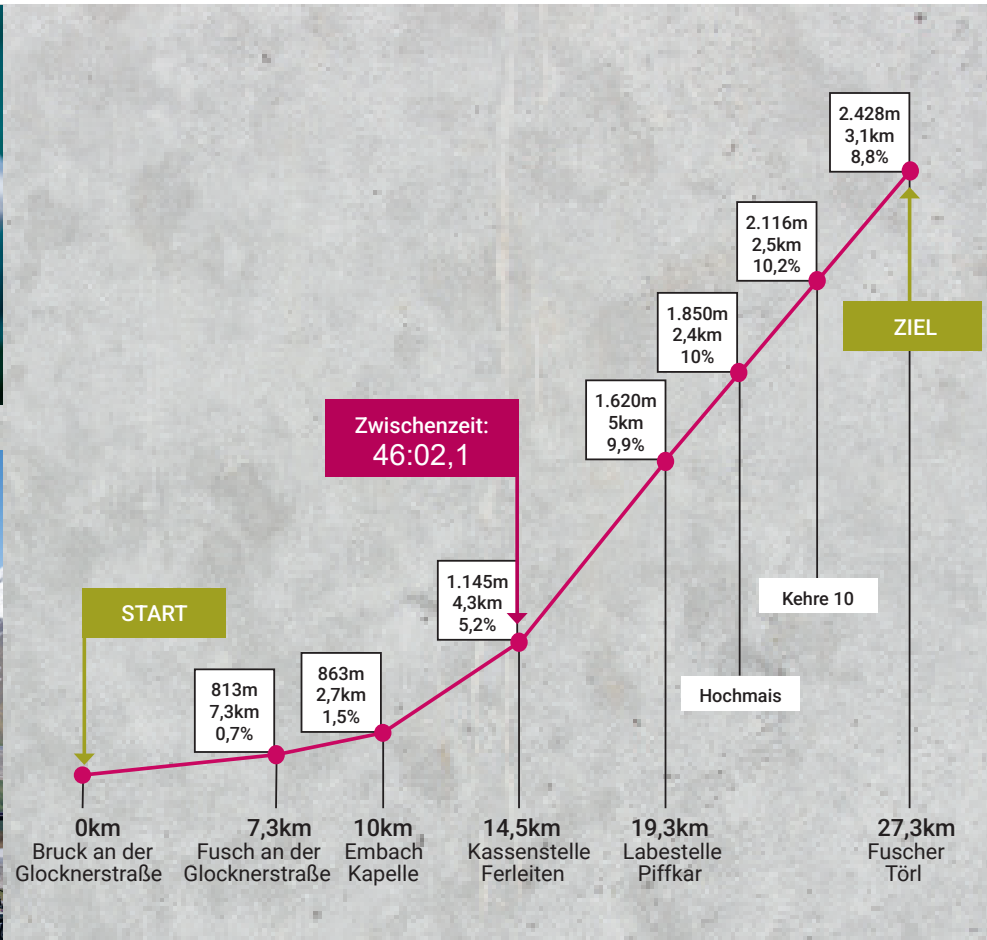 2.428m
3,1km
8,8%
2.116m
2,5km
10,2%
1.850m
2,4km
10%
ZIEL
1.620m
5km
9,9%
Zwischenzeit:
46:02,1
1.145m
4,3km
5,2%
START
863m
2,7km
1,5%
813m
7,3km
0,7%
Kehre 10
Hochmais
0km
Bruck an der
Glocknerstraße
7,3km
Fusch an der
Glocknerstraße
10km
Embach
Kapelle
14,5km
Kassenstelle
Ferleiten
19,3km
Labestelle
Piffkar
27,3km
Fuscher
Törl